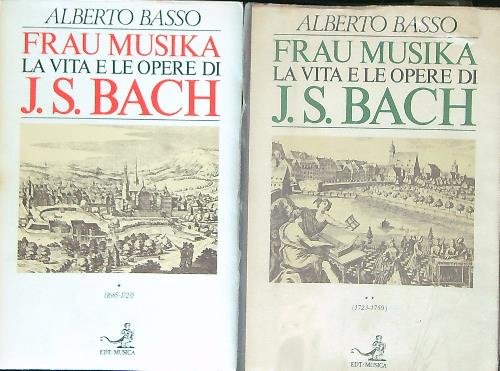 ALBERTO BASSO
FRAU MUSIKA
LA VITA E LE OPERE DI
J. S. BACH
*
(1685-1723)
EDT/MUSICA
ALBERTO BASSO
FRAU MUSIKA
LA VITA E LE OPERE DI
J. S. BACH
**
(1723-1750)
EDT/MUSICA